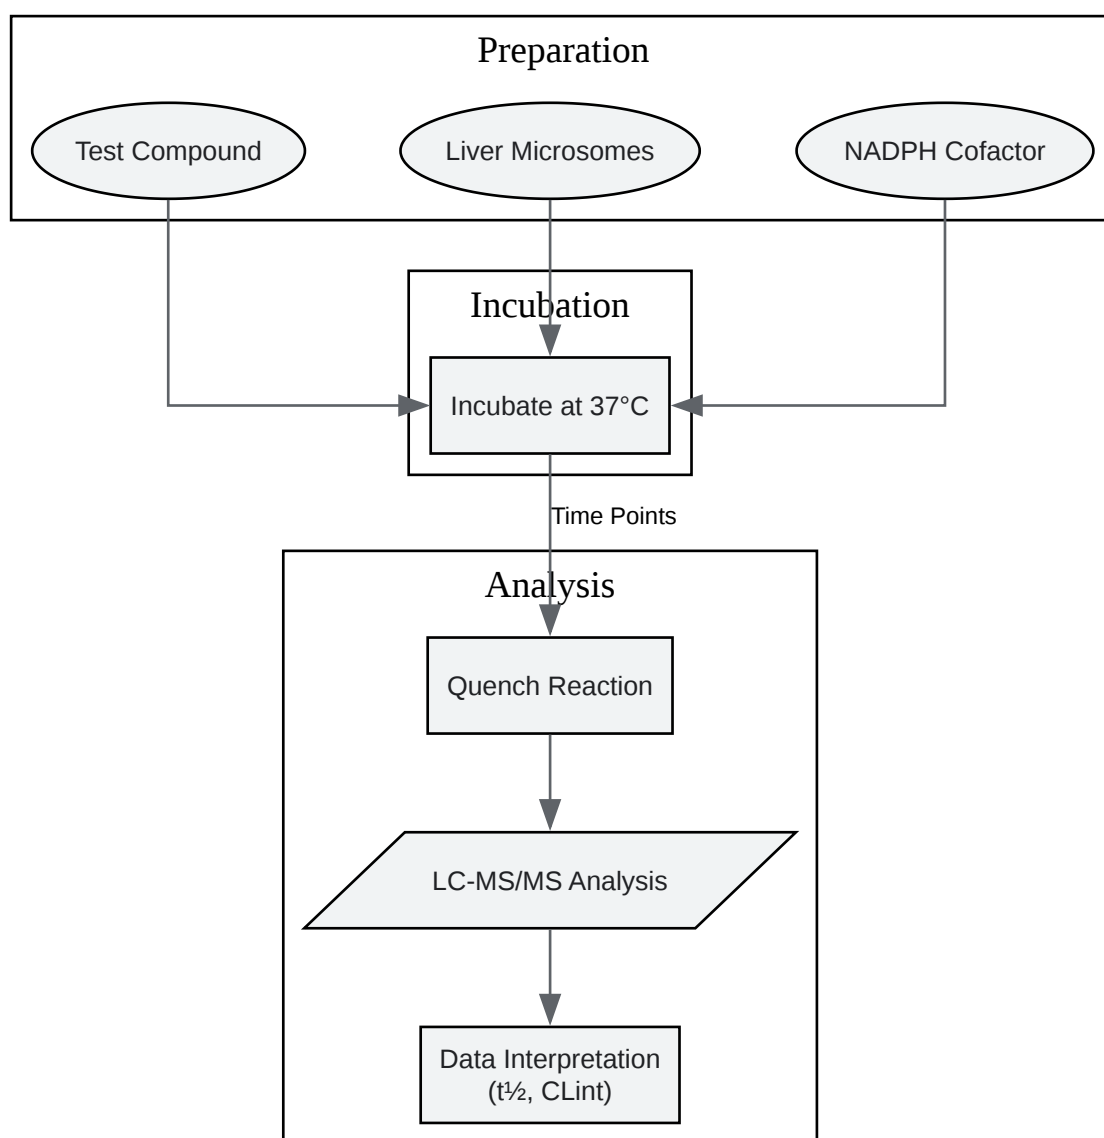 Preparation
Test Compound
Liver Microsomes
NADPH Cofactor
Incubation
Incubate at 37°C
Time Points
Analysis
Quench Reaction
LC-MS/MS Analysis
Data Interpretation
(t½, CLint)